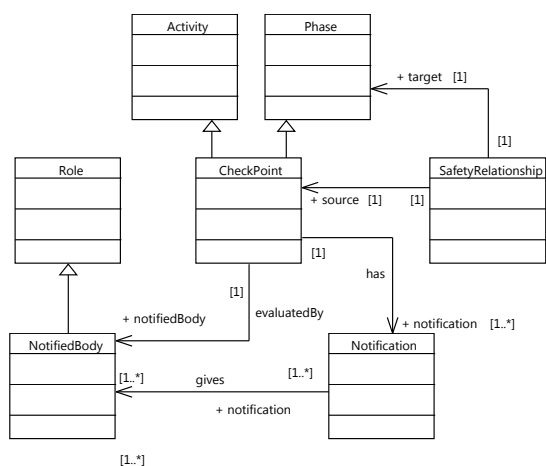 Activity
Phase
+ target [1]
[1]
Role
CheckPoint
SafetyRelationship
+ source [1]
[1]
[1]
has
[1]
+ notifiedBody
evaluatedBy
+ notification [1..*]
NotifiedBody
Notification
[1..*]
gives
[1..*]
+ notification
[1..*]